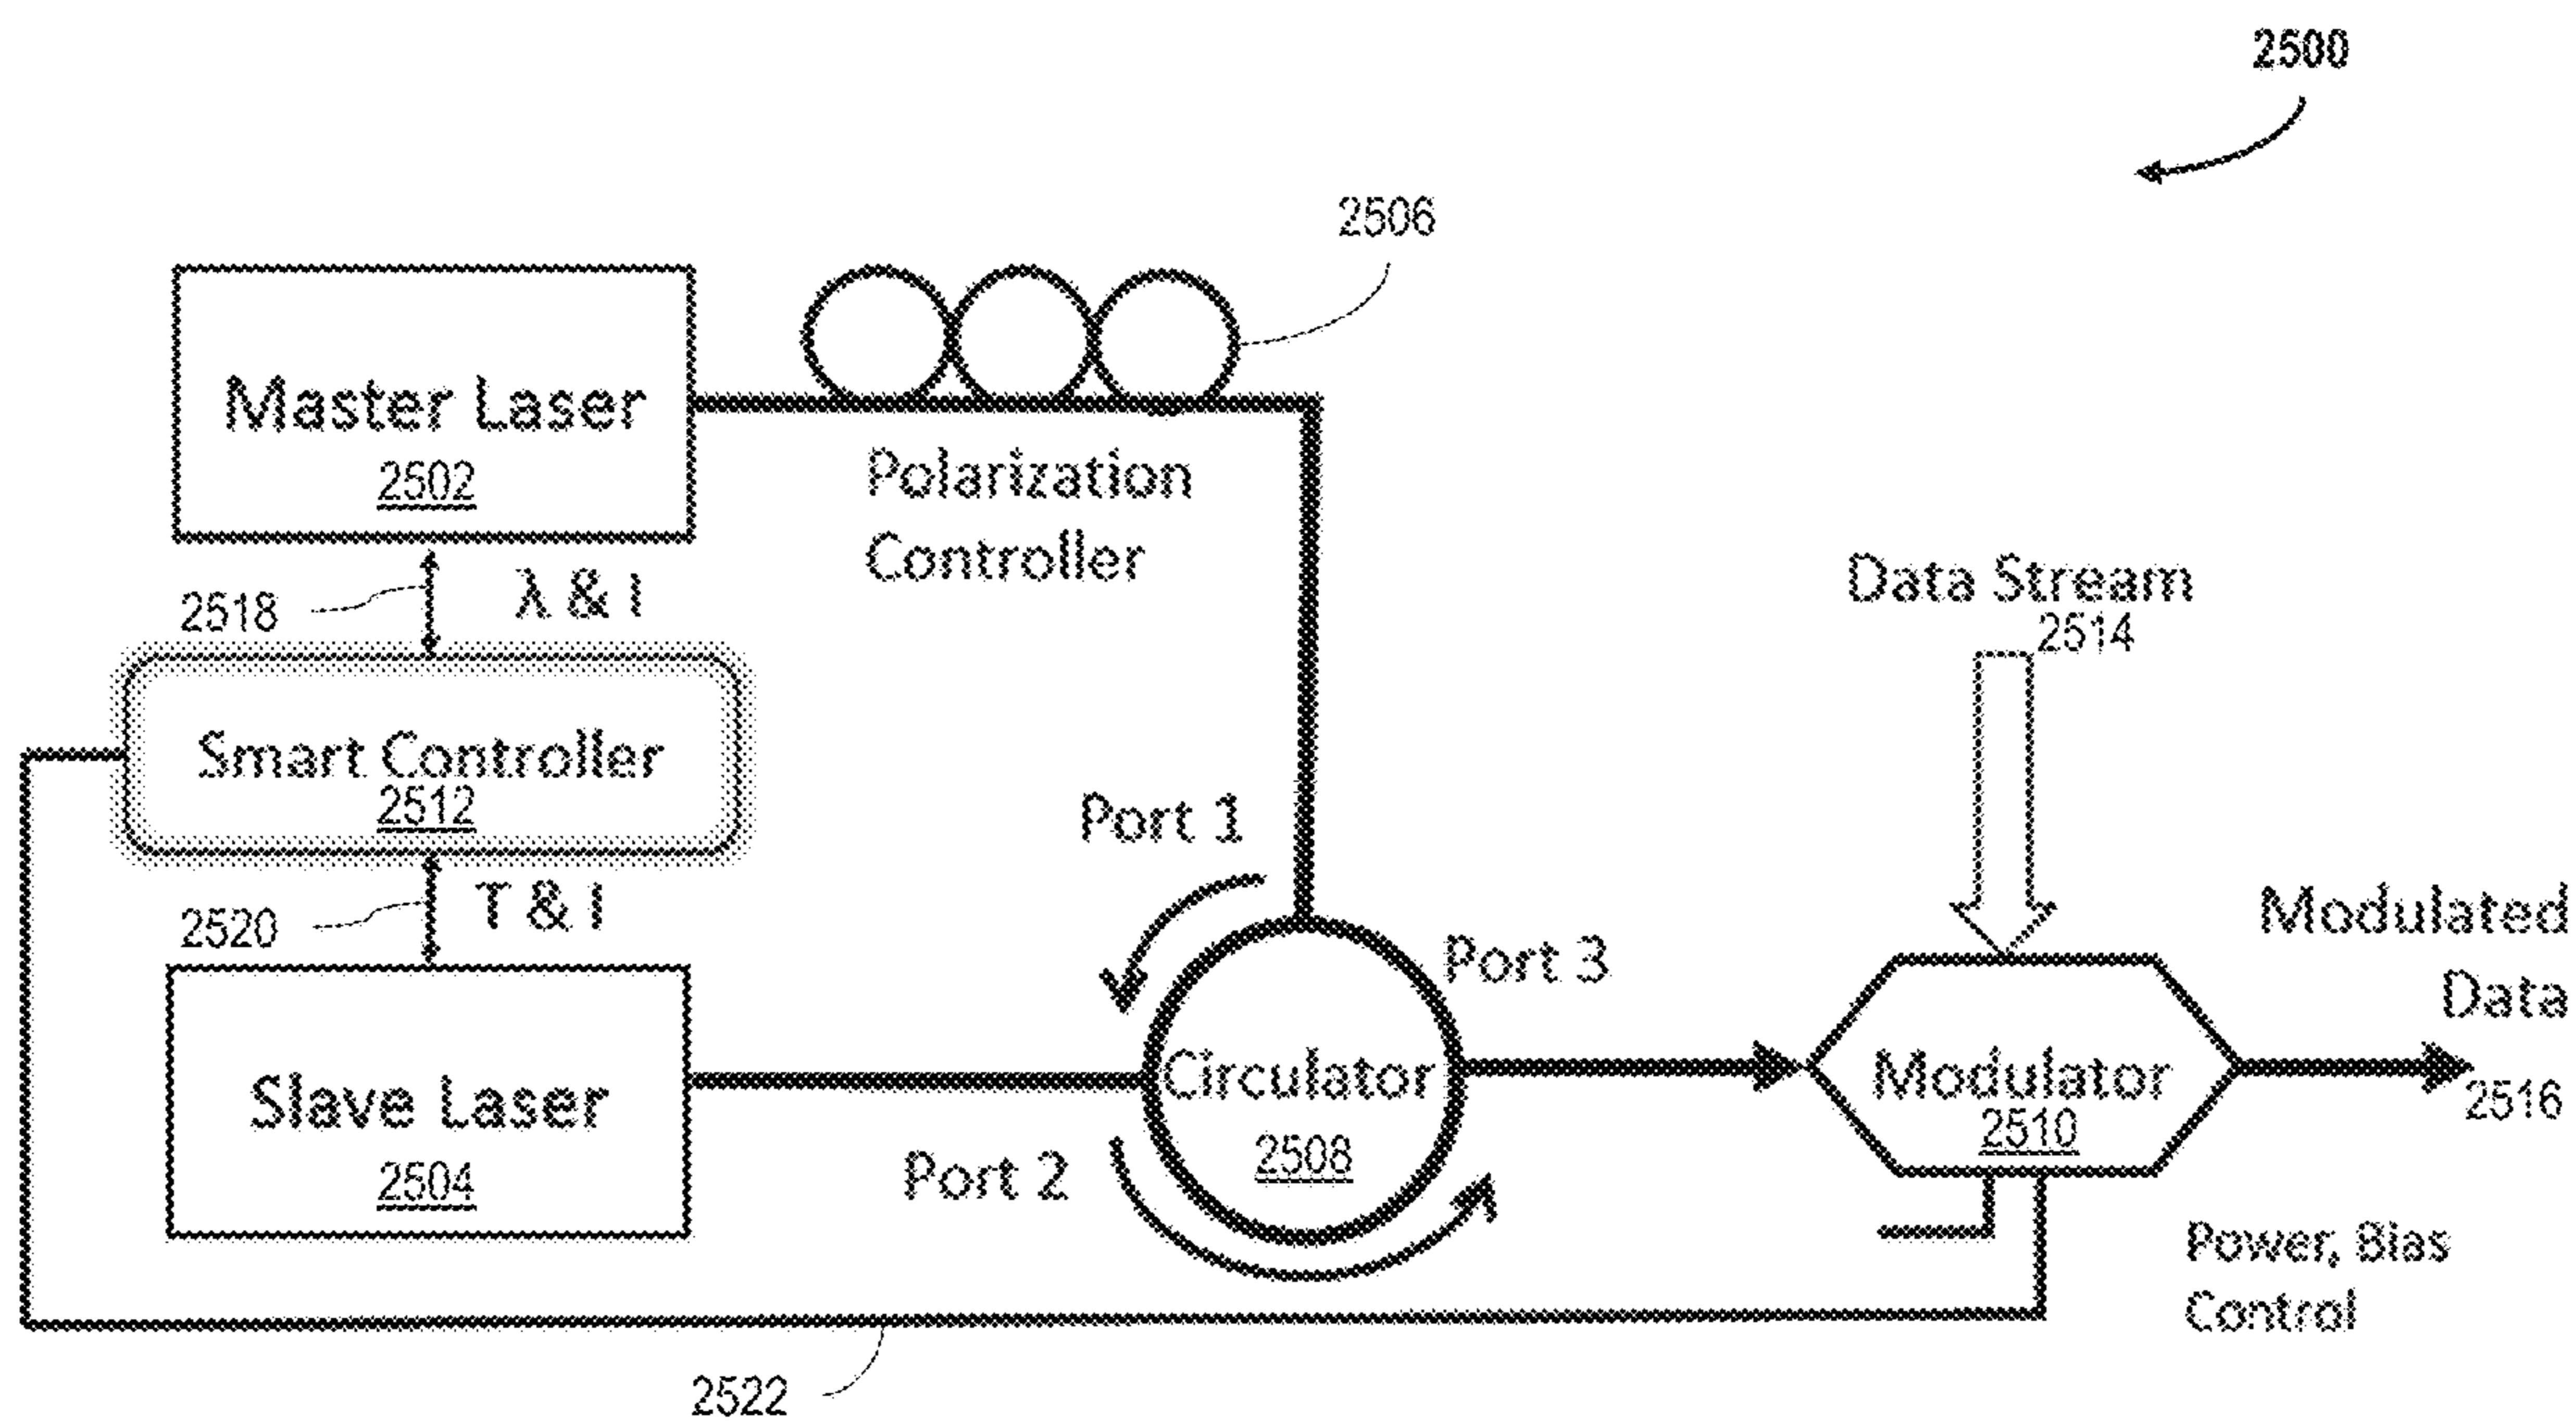 2500
2506
Master Laser
2502
Polarization
Controller
2518
λ & I
Data Stream
2514
Smart Controller
2512
Port 1
2520
T & I
Modulated
Data
Port 3
Circulator
2508
Modulator
2510
2516
Slave Laser
2504
Port 2
Power, Bias
Control
2522